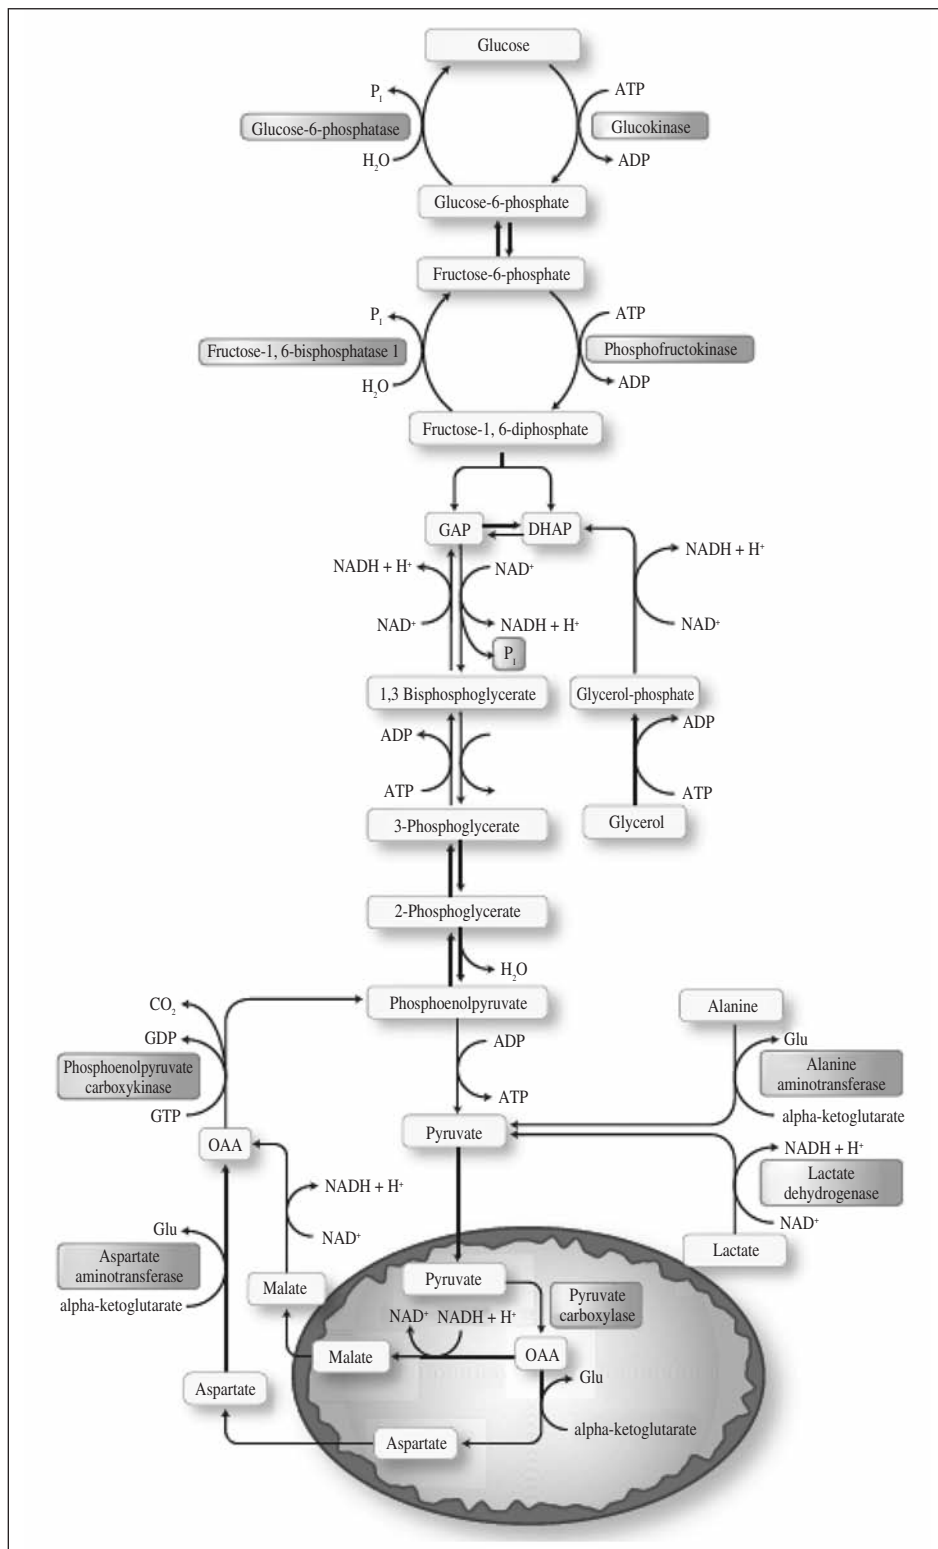 Glucose
P₁
ATP
Glucose-6-phosphatase
Glucokinase
H₂O
ADP
Glucose-6-phosphate
Fructose-6-phosphate
P₁
ATP
Fructose-1, 6-bisphosphatase 1
Phosphofructokinase
H₂O
ADP
Fructose-1, 6-diphosphate
GAP
DHAP
NADH + H⁺
NAD⁺
NADH + H⁺
NAD⁺
NADH + H⁺
NAD⁺
P₁
1,3 Bisphosphoglycerate
Glycerol-phosphate
ADP
ADP
ATP
ATP
3-Phosphoglycerate
Glycerol
2-Phosphoglycerate
H₂O
CO₂
Phosphoenolpyruvate
Alanine
GDP
ADP
Glu
Phosphoenolpyruvate
carboxykinase
Alanine
aminotransferase
ATP
GTP
alpha-ketoglutarate
OAA
Pyruvate
NADH + H⁺
NADH + H⁺
Lactate
dehydrogenase
Glu
NAD⁺
NAD⁺
Aspartate
aminotransferase
Lactate
alpha-ketoglutarate
Malate
Pyruvate
Pyruvate
carboxylase
NAD⁺
NADH + H⁺
Malate
OAA
Glu
Aspartate
alpha-ketoglutarate
Aspartate